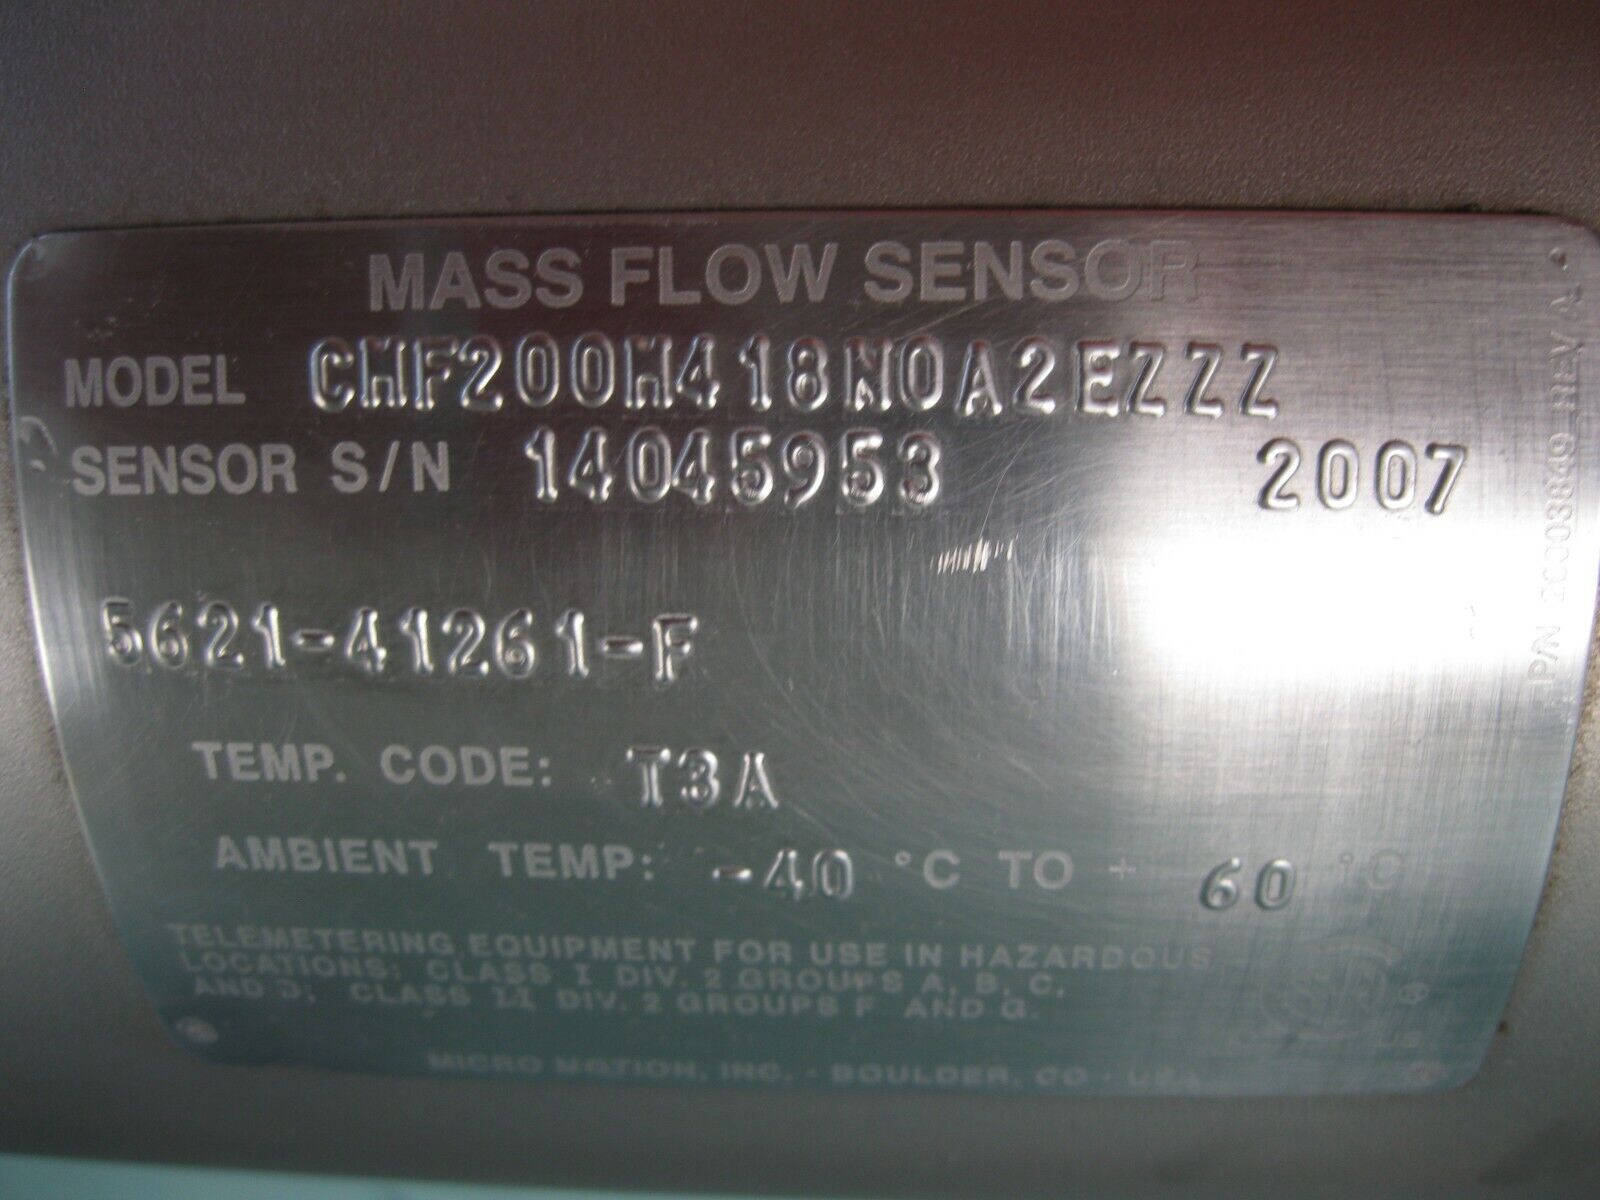 MASS FLOW SENSOR
MODEL CMF200M418N0A2EZZZ
SENSOR S/N 14045953 2007
5621-41261-F
TEMP. CODE: T3A
AMBIENT TEMP: -40 °C TO + 60 °C
TELEMETERING EQUIPMENT FOR USE IN HAZARDOUS
LOCATIONS; CLASS I DIV. 2 GROUPS A, B, C,
AND D; CLASS II DIV. 2 GROUPS F AND G.
MICRO MOTION, INC. - BOULDER, CO - USA
P/N 20008849 REV A